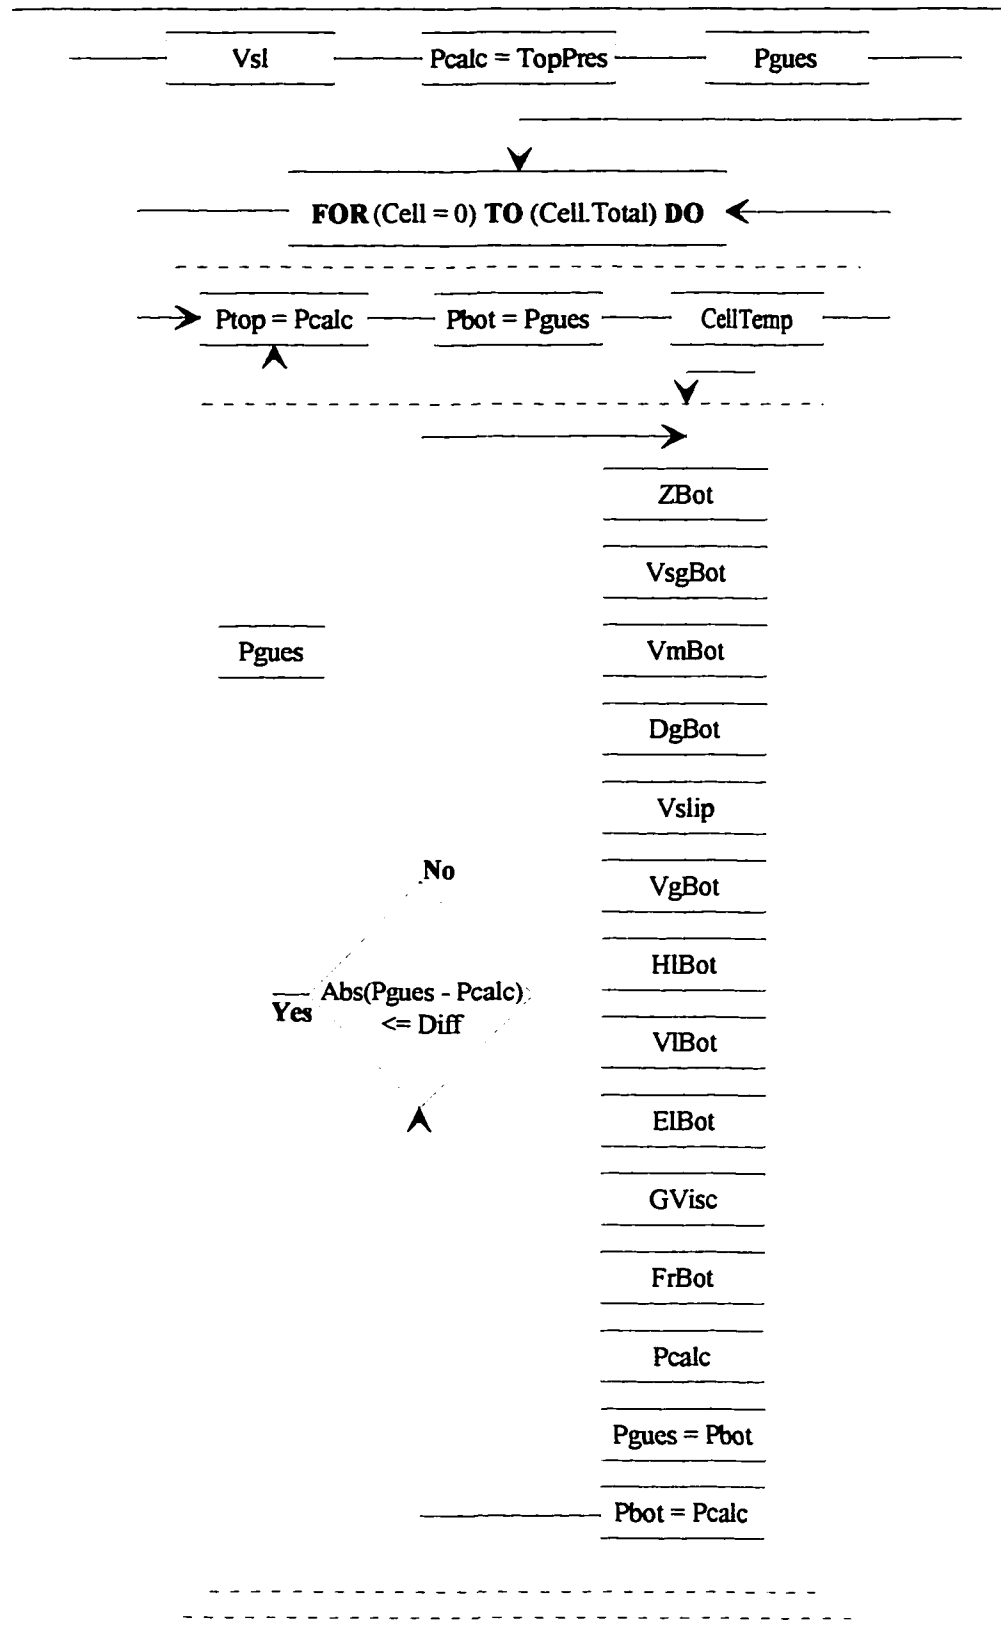 Vsl
Pcalc = TopPres
Pgues
FOR (Cell = 0) TO (Cell.Total) DO
Ptop = Pcalc
Pbot = Pgues
CellTemp
ZBot
VsgBot
Pgues
VmBot
DgBot
Vslip
No
VgBot
HlBot
Abs(Pgues - Pcalc)
<= Diff
Yes
VlBot
ElBot
GVisc
FrBot
Pcalc
Pgues = Pbot
Pbot = Pcalc